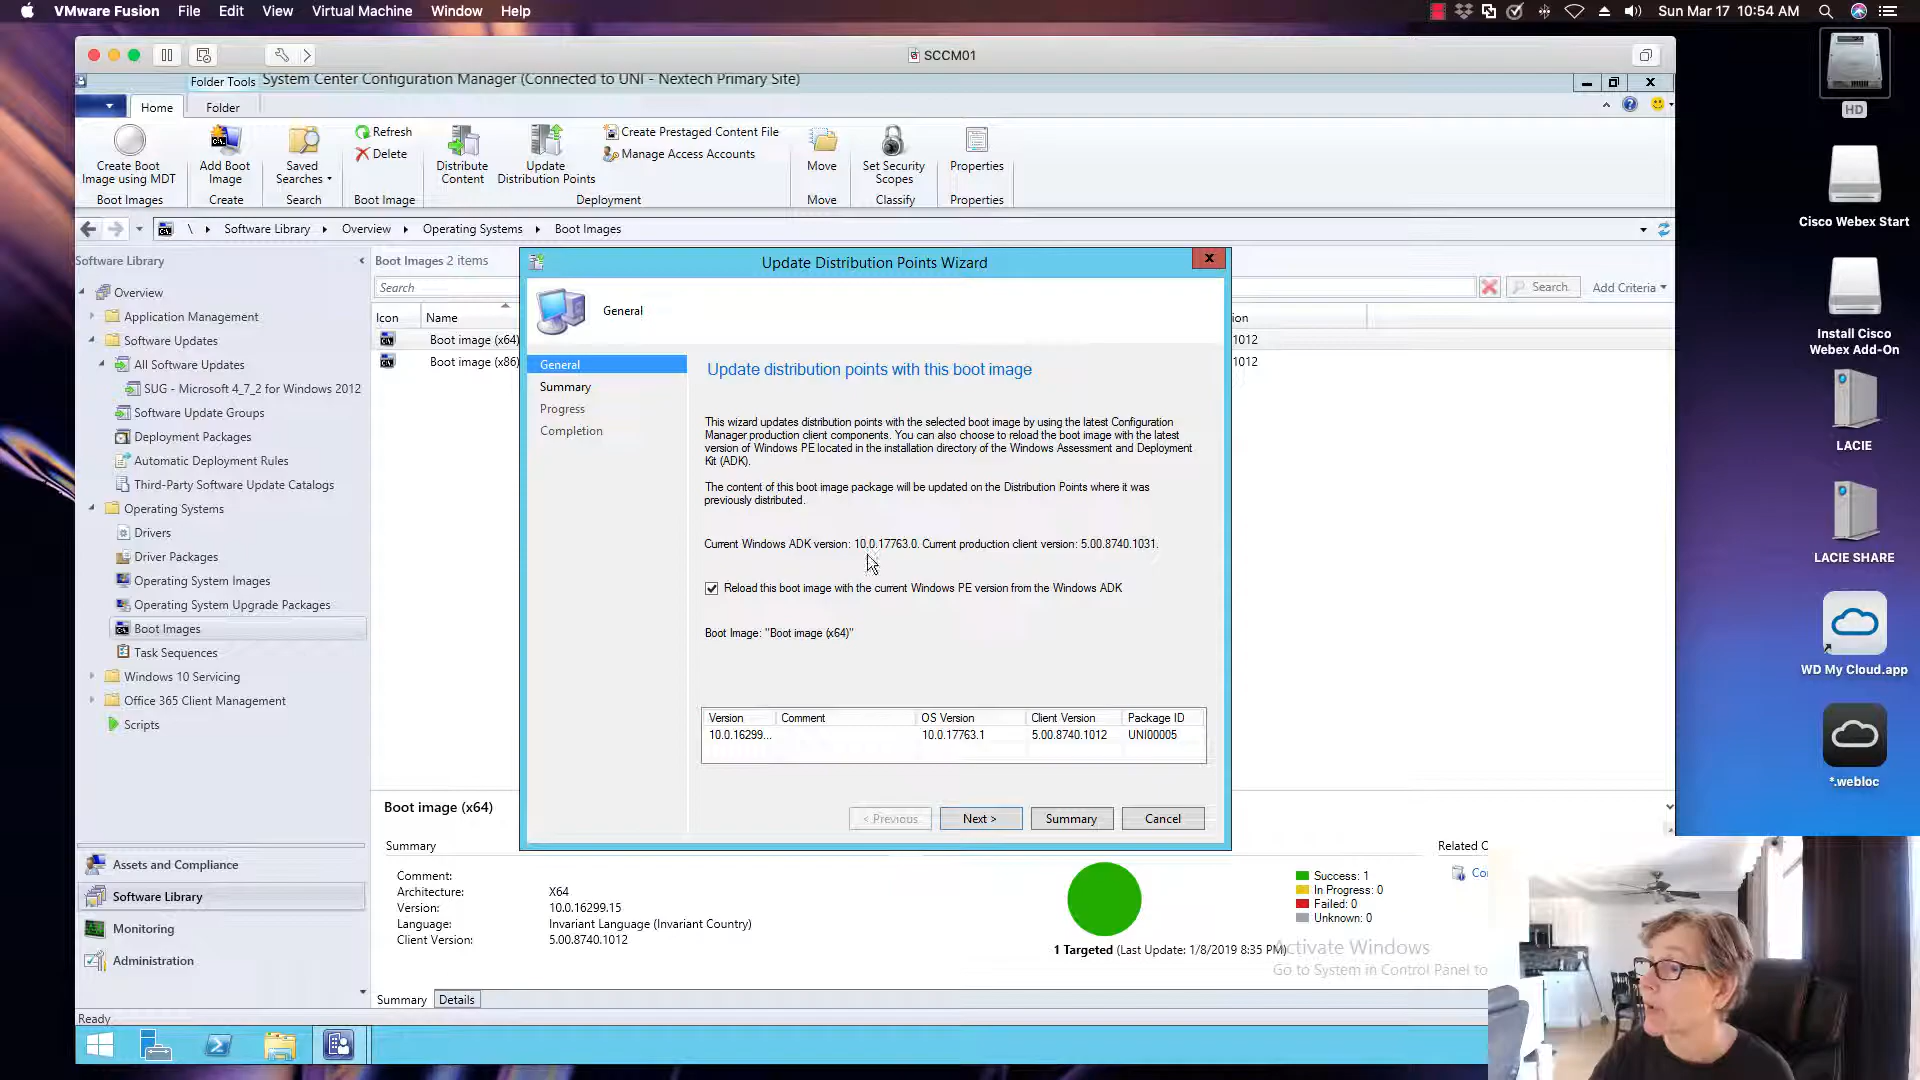 VMware Fusion File Edit View Virtual Machine Window Help Sun Mar 17 10:54 AM
SCCM01
Folder Tools System Center Configuration Manager (Connected to UNI - Nextech Primary Site)
Home Folder
Create Boot Image using MDT
Add Boot Image
Saved Searches
Refresh
Delete
Distribute Content
Update Distribution Points
Create Prestaged Content File
Manage Access Accounts
Move
Set Security Scopes
Properties
Boot Images Create Search Boot Image Deployment Move Classify Properties
\ Software Library Overview Operating Systems Boot Images
Software Library
Overview
Application Management
Software Updates
All Software Updates
SUG - Microsoft 4_7_2 for Windows 2012
Software Update Groups
Deployment Packages
Automatic Deployment Rules
Third-Party Software Update Catalogs
Operating Systems
Drivers
Driver Packages
Operating System Images
Operating System Upgrade Packages
Boot Images
Task Sequences
Windows 10 Servicing
Office 365 Client Management
Scripts
Assets and Compliance
Software Library
Monitoring
Administration
Ready
Boot Images 2 items
Search
Search
Add Criteria
Icon Name ion
Boot image (x64) 1012
Boot image (x86) 1012
Update Distribution Points Wizard
General
General
Summary
Progress
Completion
Update distribution points with this boot image
This wizard updates distribution points with the selected boot image by using the latest Configuration
Manager production client components. You can also choose to reload the boot image with the latest
version of Windows PE located in the installation directory of the Windows Assessment and Deployment
Kit (ADK).
The content of this boot image package will be updated on the Distribution Points where it was
previously distributed.
Current Windows ADK version: 10.0.17763.0. Current production client version: 5.00.8740.1031.
Reload this boot image with the current Windows PE version from the Windows ADK
Boot Image: "Boot image (x64)"
Version Comment OS Version Client Version Package ID
10.0.16299... 10.0.17763.1 5.00.8740.1012 UNI00005
< Previous Next > Summary Cancel
Boot image (x64)
Summary
Comment:
Architecture: X64
Version: 10.0.16299.15
Language: Invariant Language (Invariant Country)
Client Version: 5.00.8740.1012
Success: 1
In Progress: 0
Failed: 0
Unknown: 0
1 Targeted (Last Update: 1/8/2019 8:35 PM)
Related C
Co
Activate Windows
Go to System in Control Panel to
Summary Details
HD
Cisco Webex Start
Install Cisco
Webex Add-On
LACIE
LACIE SHARE
WD My Cloud.app
*.webloc